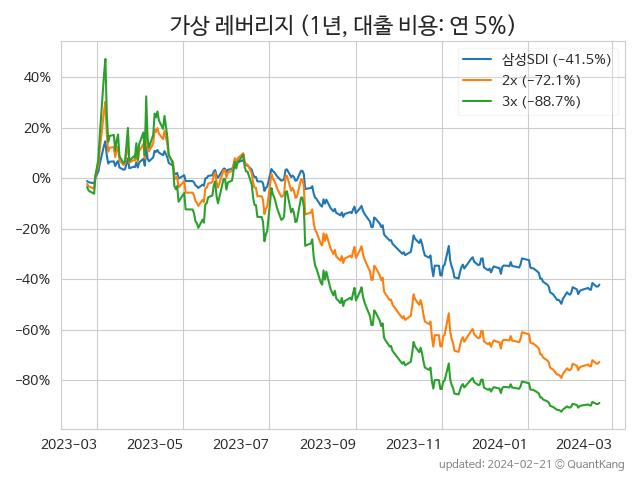 가상 레버리지 (1년, 대출 비용: 연 5%)
삼성SDI (−41.5%)
2x (−72.1%)
3x (−88.7%)
40%
20%
0%
−20%
−40%
−60%
−80%
2023-03 2023-05 2023-07 2023-09 2023-11 2024-01 2024-03
updated: 2024-02-21 © QuantKang